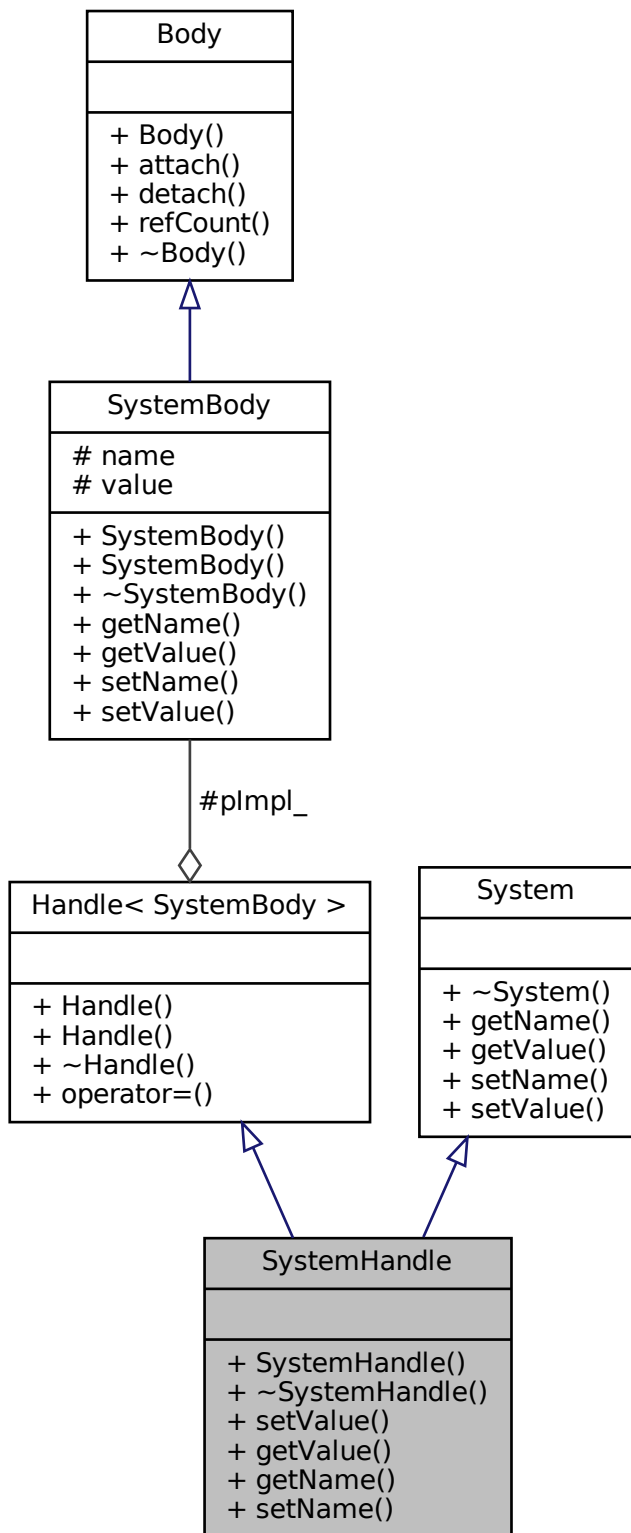 Body
+ Body()
+ attach()
+ detach()
+ refCount()
+ ~Body()
SystemBody
# name
# value
+ SystemBody()
+ SystemBody()
+ ~SystemBody()
+ getName()
+ getValue()
+ setName()
+ setValue()
#pImpl_
Handle< SystemBody >
+ Handle()
+ Handle()
+ ~Handle()
+ operator=()
System
+ ~System()
+ getName()
+ getValue()
+ setName()
+ setValue()
SystemHandle
+ SystemHandle()
+ ~SystemHandle()
+ setValue()
+ getValue()
+ getName()
+ setName()